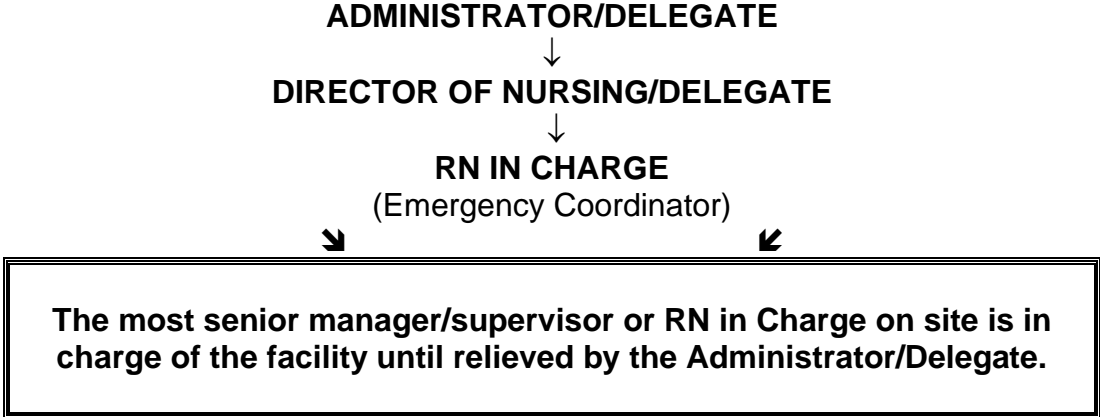 ADMINISTRATOR/DELEGATE
↓
DIRECTOR OF NURSING/DELEGATE
↓
RN IN CHARGE
(Emergency Coordinator)
The most senior manager/supervisor or RN in Charge on site is in
charge of the facility until relieved by the Administrator/Delegate.